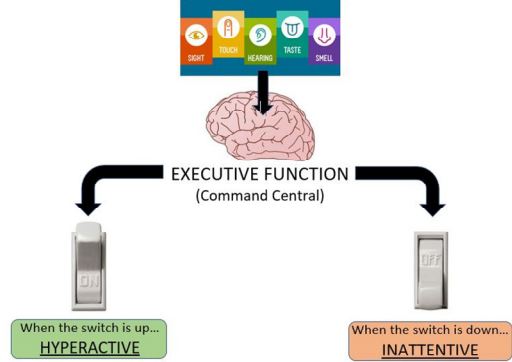 SIGHT
TOUCH
HEARING
TASTE
SMELL
EXECUTIVE FUNCTION
(Command Central)
ON
OFF
When the switch is up...
HYPERACTIVE
When the switch is down...
INATTENTIVE